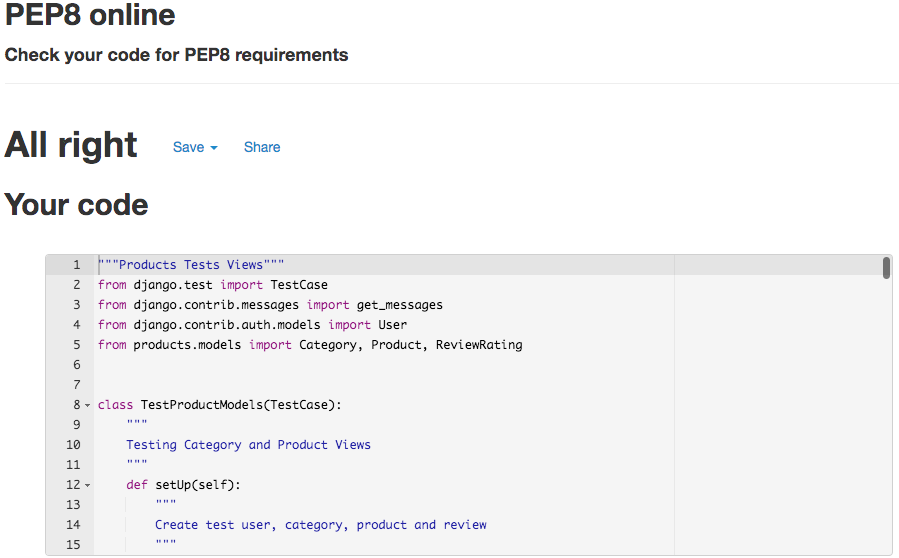 PEP8 online
Check your code for PEP8 requirements
All right Save Share
Your code
1 """Products Tests Views"""
2 from django.test import TestCase
3 from django.contrib.messages import get_messages
4 from django.contrib.auth.models import User
5 from products.models import Category, Product, ReviewRating
6
7
8 class TestProductModels(TestCase):
9     """
10     Testing Category and Product Views
11     """
12     def setUp(self):
13         """
14         Create test user, category, product and review
15         """